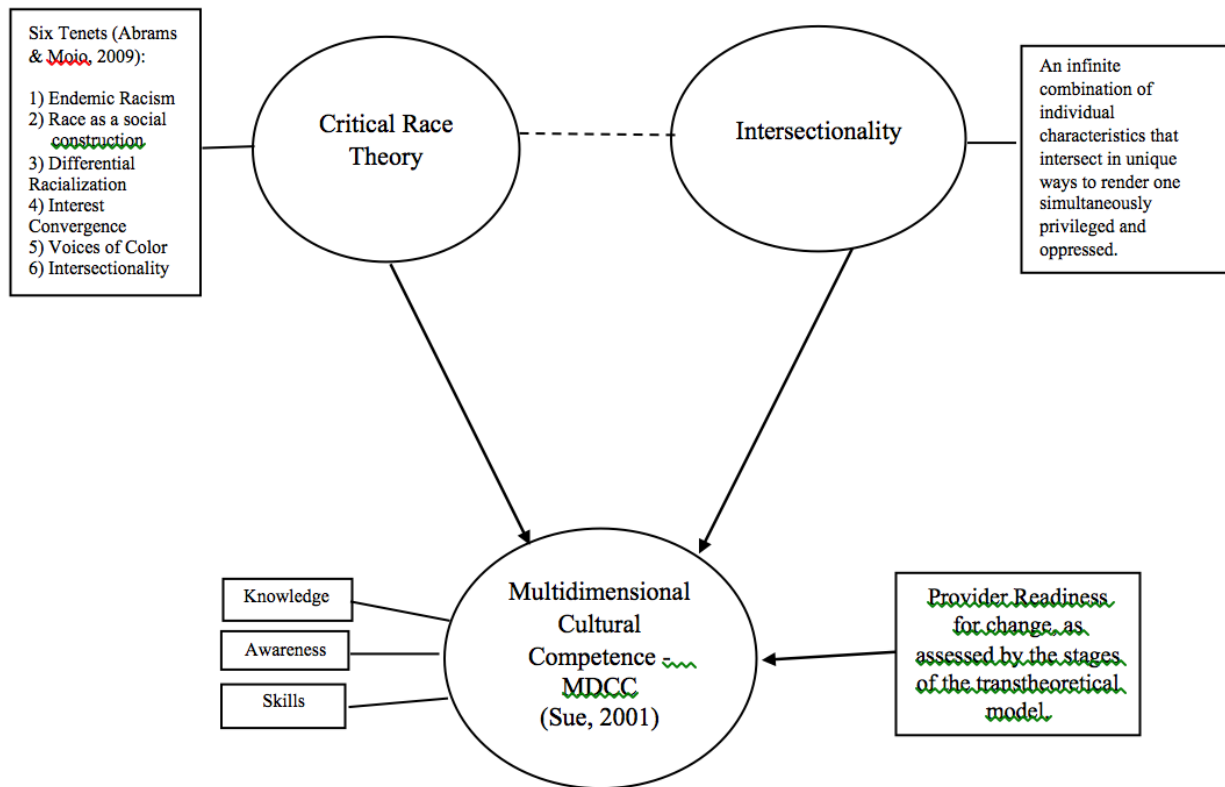 Six Tenets (Abrams
& Moio, 2009):
1) Endemic Racism
2) Race as a social
construction
3) Differential
Racialization
4) Interest
Convergence
5) Voices of Color
6) Intersectionality
Critical Race
Theory
Intersectionality
An infinite
combination of
individual
characteristics that
intersect in unique
ways to render one
simultaneously
privileged and
oppressed.
Knowledge
Awareness
Skills
Multidimensional
Cultural
Competence -
MDCC
(Sue, 2001)
Provider Readiness
for change, as
assessed by the stages
of the transtheoretical
model.